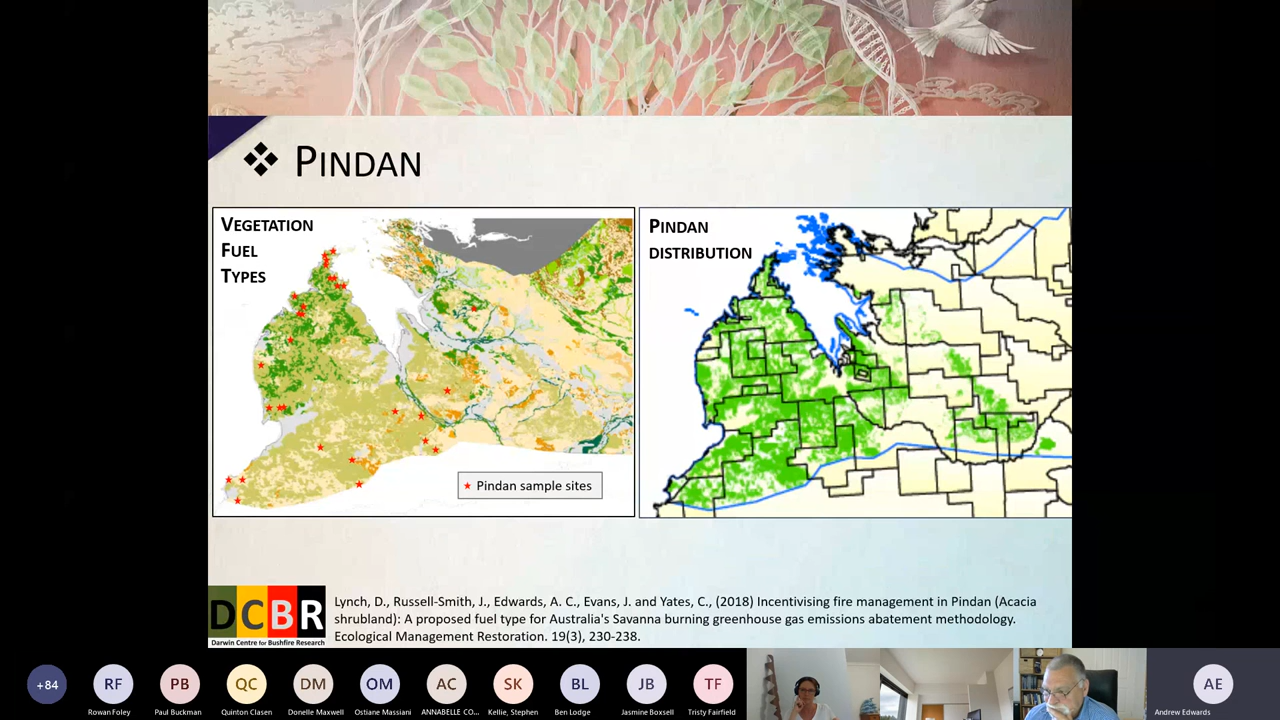 ❖ PINDAN
VEGETATION
FUEL
TYPES
Pindan sample sites
PINDAN
DISTRIBUTION
DCBR
Darwin Centre for Bushfire Research
Lynch, D., Russell-Smith, J., Edwards, A. C., Evans, J. and Yates, C., (2018) Incentivising fire management in Pindan (Acacia
shrubland): A proposed fuel type for Australia's Savanna burning greenhouse gas emissions abatement methodology.
Ecological Management Restoration. 19(3), 230-238.
+84 RF PB QC DM OM AC SK BL JB TF AE
Rowan Foley Paul Buckman Quinton Clasen Donelle Maxwell Ostiane Massiani ANNABELLE CO... Kellie, Stephen Ben Lodge Jasmine Boxsell Tristy Fairfield Andrew Edwards